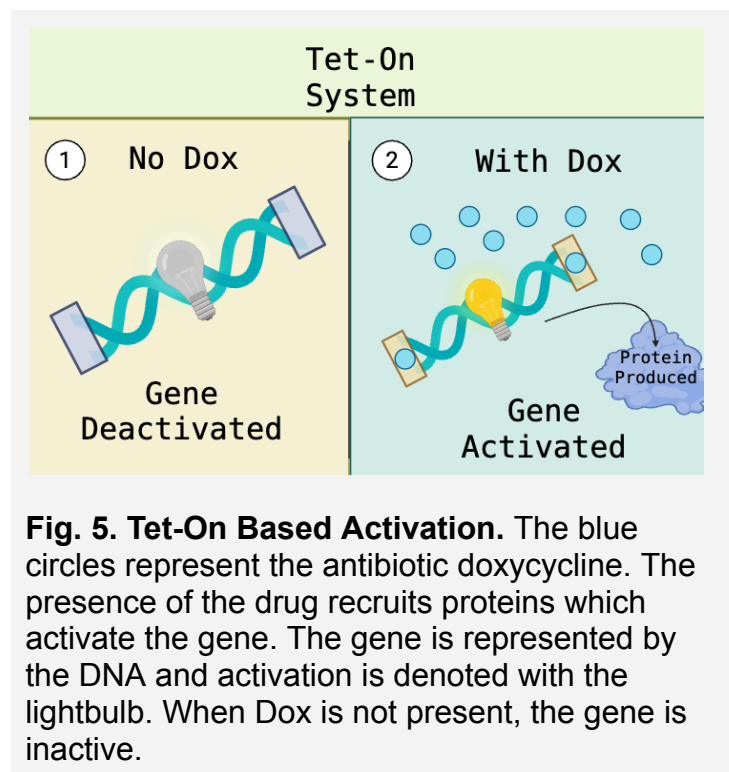 Tet-On
System
1 No Dox
Gene
Deactivated
2 With Dox
Protein
Produced
Gene
Activated
Fig. 5. Tet-On Based Activation. The blue
circles represent the antibiotic doxycycline. The
presence of the drug recruits proteins which
activate the gene. The gene is represented by
the DNA and activation is denoted with the
lightbulb. When Dox is not present, the gene is
inactive.